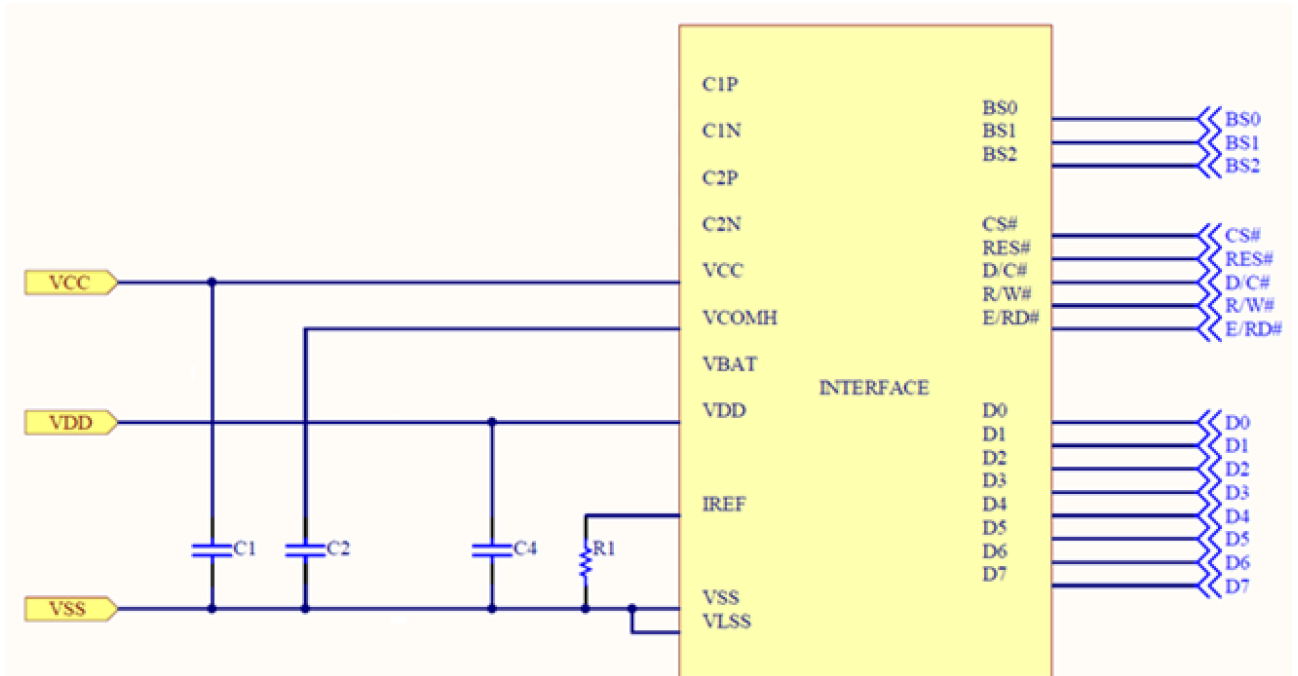 C1P
BS0
BS0
C1N
BS1
BS1
BS2
BS2
C2P
C2N
CS#
CS#
RES#
RES#
VCC
VCC
D/C#
D/C#
R/W#
R/W#
VCOMH
E/RD#
E/RD#
VBAT
INTERFACE
VDD
VDD
D0
D0
D1
D1
D2
D2
D3
D3
IREF
D4
D4
D5
D5
C1
C2
C4
R1
D6
D6
D7
D7
VSS
VSS
VLSS